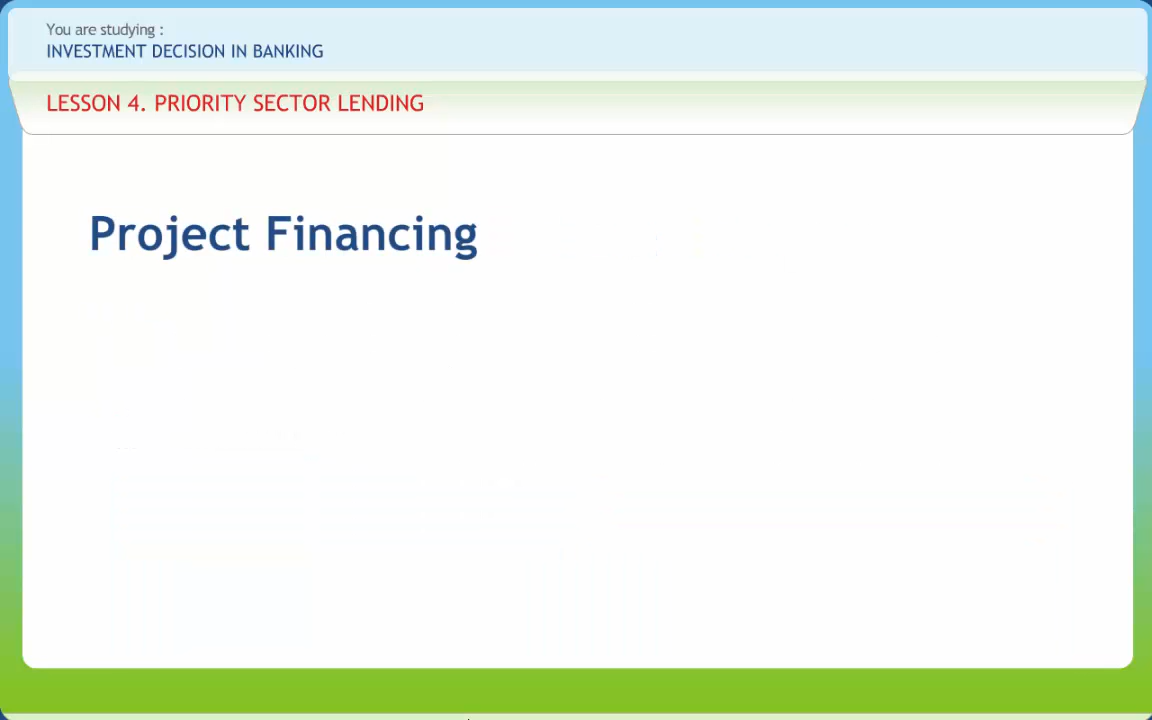 You are studying :
INVESTMENT DECISION IN BANKING
LESSON 4. PRIORITY SECTOR LENDING
Project Financing